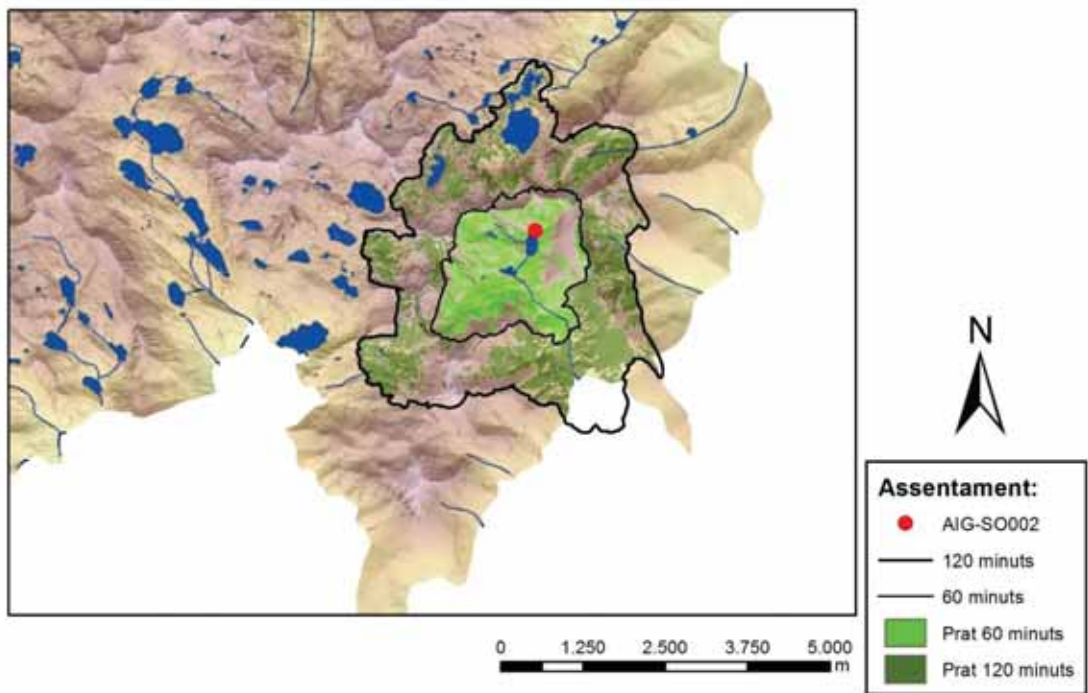 N
Assentament:
AIG-SO002
120 minuts
60 minuts
Prat 60 minuts
Prat 120 minuts
0 1.250 2.500 3.750 5.000
m